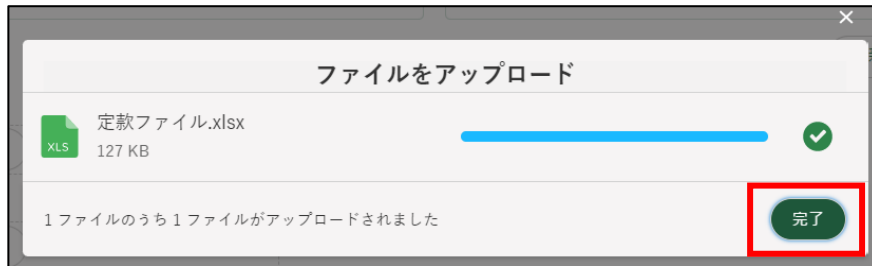 ファイルをアップロード
定款ファイル.xlsx
XLS
127 KB
1 ファイルのうち 1 ファイルがアップロードされました
完了